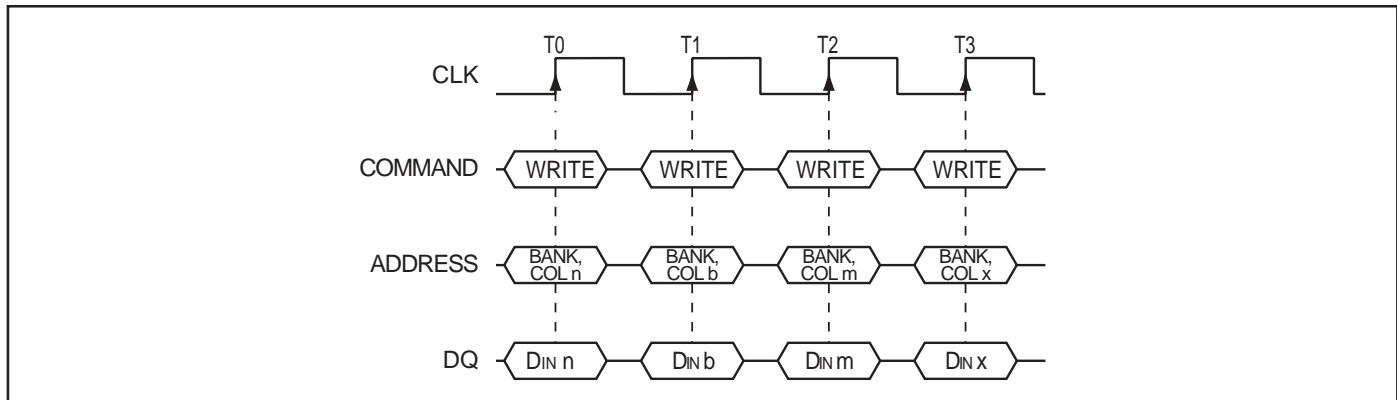 T0 T1 T2 T3
CLK
COMMAND WRITE WRITE WRITE WRITE
ADDRESS BANK, COL n BANK, COL b BANK, COL m BANK, COL x
DQ DIN n DIN b DIN m DIN x